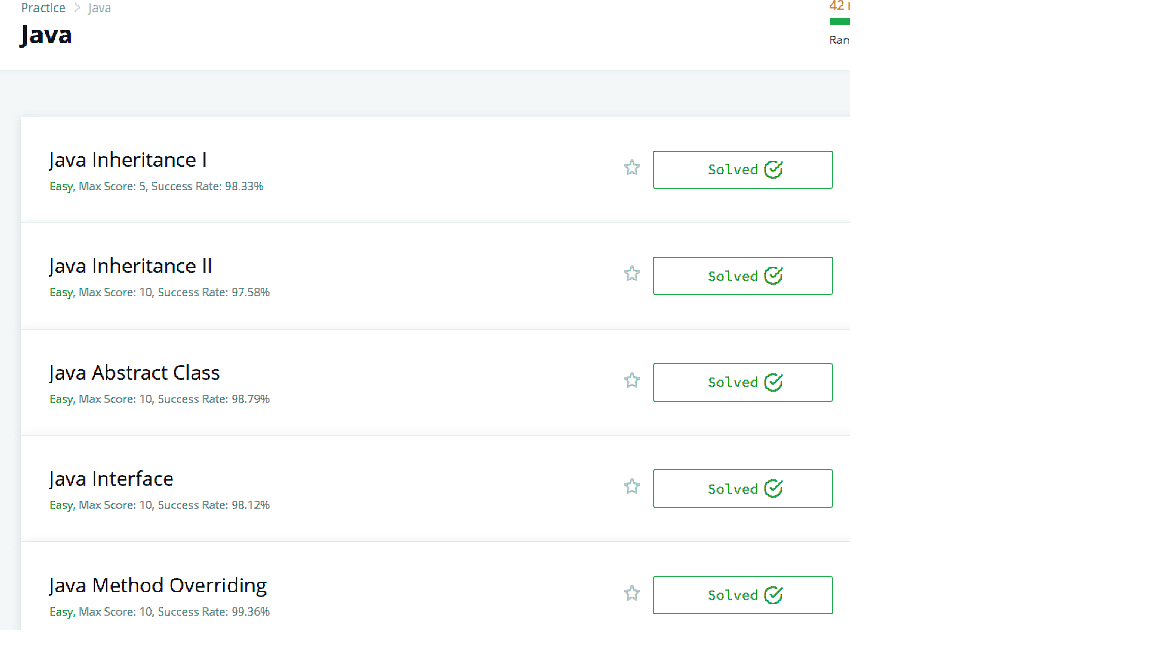 Practice > Java
42
Java
Java Inheritance I
Solved
Easy, Max Score: 5, Success Rate: 98.33%
Java Inheritance II
Solved
Easy, Max Score: 10, Success Rate: 97.58%
Java Abstract Class
Solved
Easy, Max Score: 10, Success Rate: 98.79%
Java Interface
Solved
Easy, Max Score: 10, Success Rate: 98.12%
Java Method Overriding
Solved
Easy, Max Score: 10, Success Rate: 99.36%